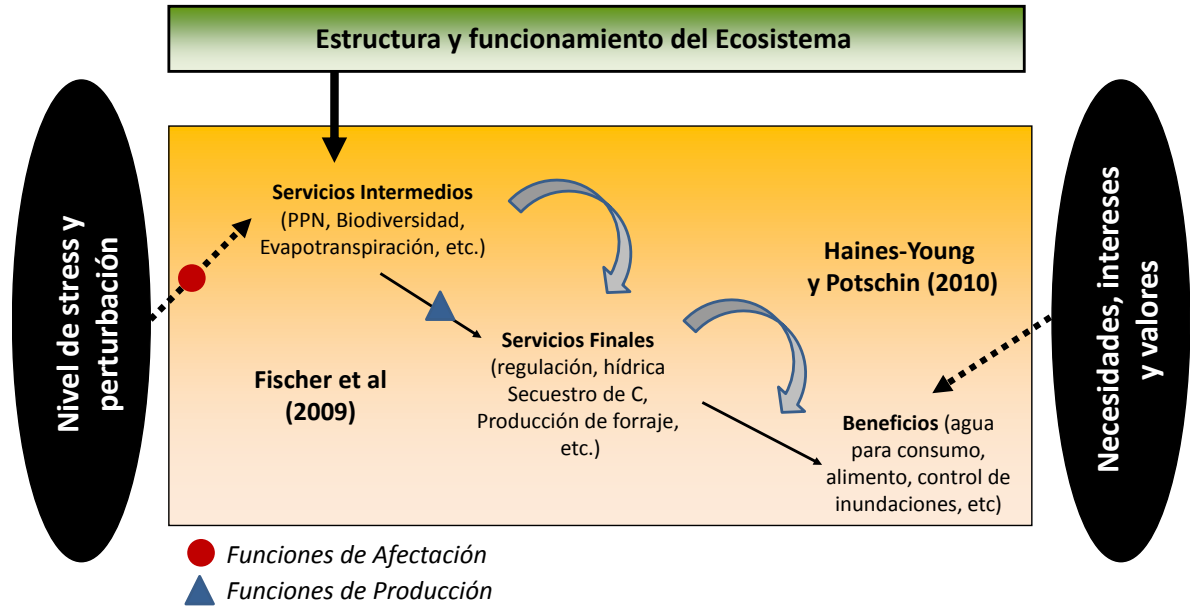 Estructura y funcionamiento del Ecosistema
Nivel de stress y
perturbación
Servicios Intermedios
(PPN, Biodiversidad,
Evapotranspiración, etc.)
Haines-Young
y Potschin (2010)
Servicios Finales
(regulación, hídrica
Secuestro de C,
Producción de forraje,
etc.)
Fischer et al
(2009)
Beneficios (agua
para consumo,
alimento, control de
inundaciones, etc)
Necesidades, intereses
y valores
Funciones de Afectación
Funciones de Producción